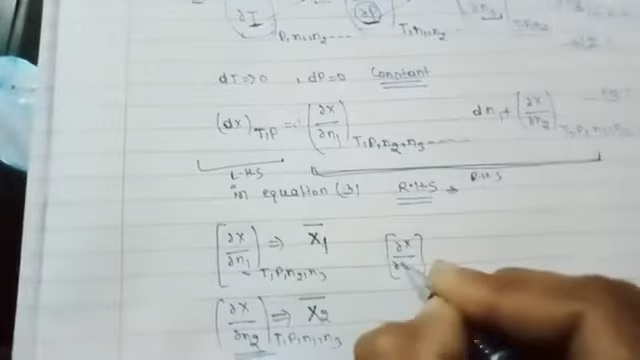 ∂T P,n₁,n₂---- ∂P T,n₁,n₂---
dT=>0 , dP=0 Constant
(dx)T,P = (∂x/∂n₁)T,P,n₂,n₃------ dn₁+(∂x/∂n₂)
L.H.S R.H.S
in equation (3) R.H.S
[∂x/∂n₁]T,P,n₂,n₃ ⇒ x̄₁ [∂x/∂
(∂x/∂n₂)T,P,n₁,n₃ ⇒ x̄₂